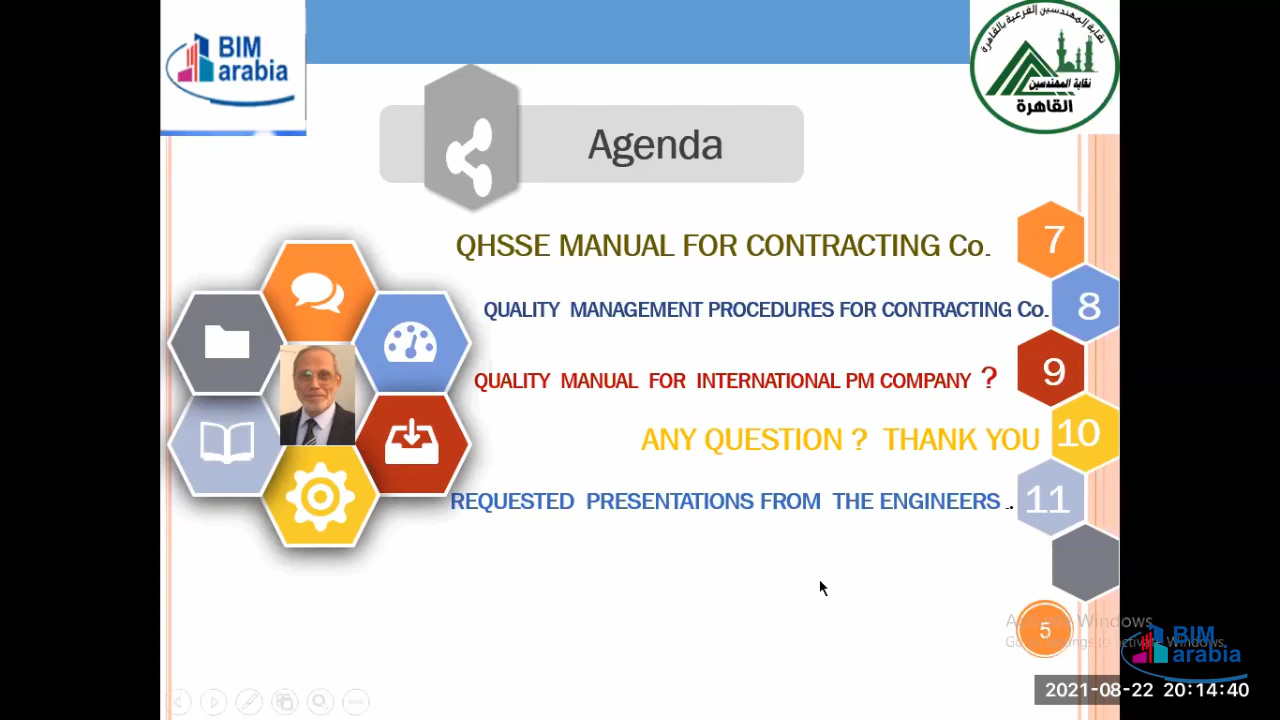 BIM
arabia
نقابة المهندسين الفرعية بالقاهرة
نقابة المهندسين
القاهرة
Agenda
QHSSE MANUAL FOR CONTRACTING Co.
7
QUALITY MANAGEMENT PROCEDURES FOR CONTRACTING Co.
8
QUALITY MANUAL FOR INTERNATIONAL PM COMPANY ?
9
ANY QUESTION ? THANK YOU
10
REQUESTED PRESENTATIONS FROM THE ENGINEERS ..
11
5
Windows
Windows.
BIM
arabia
2021-08-22 20:14:40